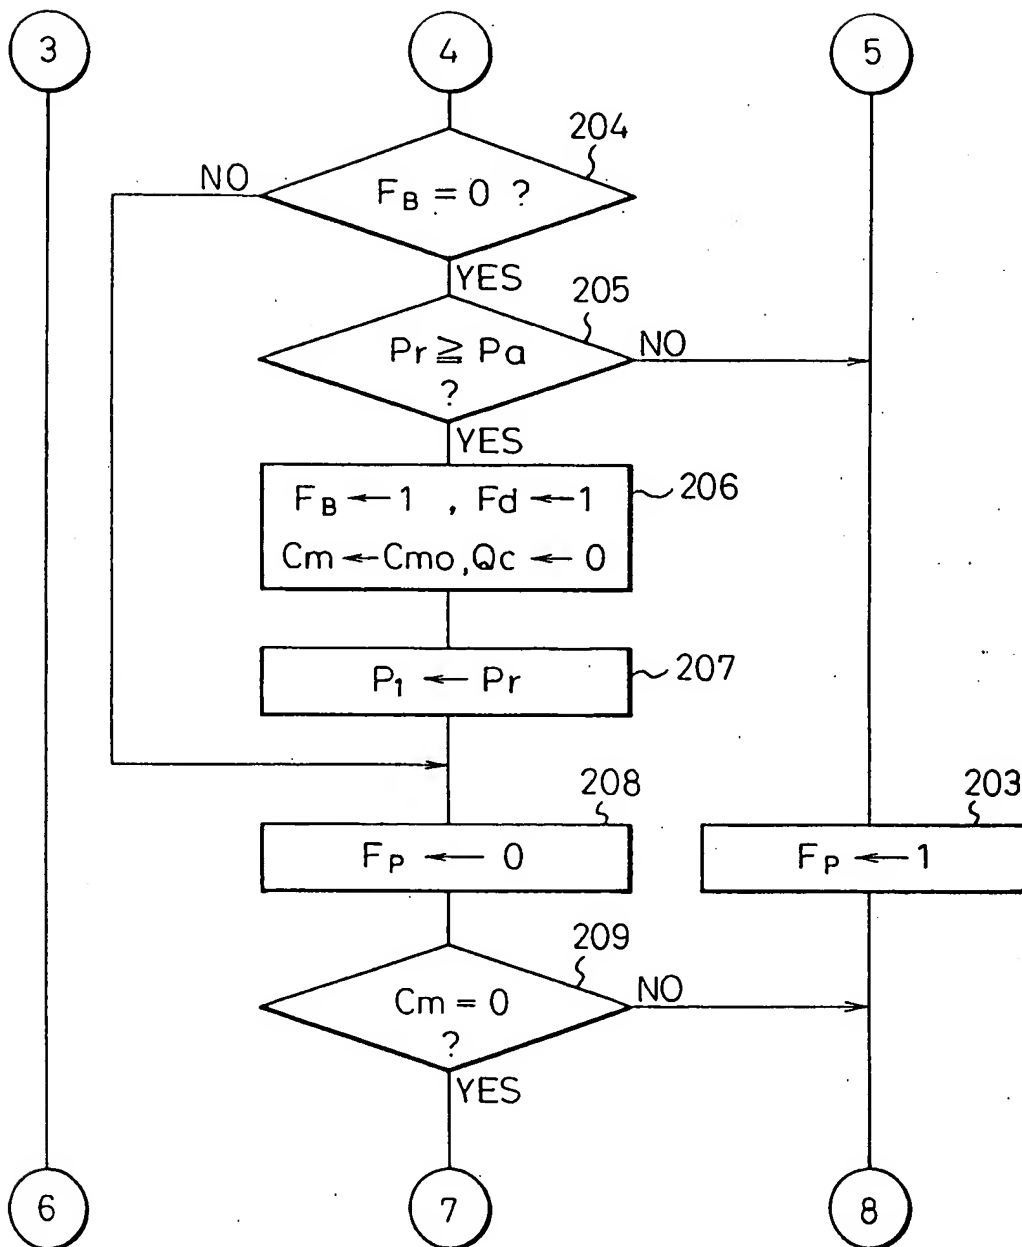 3
4
5
204
NO
F_B = 0 ?
YES
205
Pr ≧ Pa
?
NO
YES
F_B ← 1 , Fd ← 1
Cm ← Cmo, Qc ← 0
206
P₁ ← Pr
207
208
203
F_P ← 0
F_P ← 1
209
Cm = 0
?
NO
YES
6
7
8